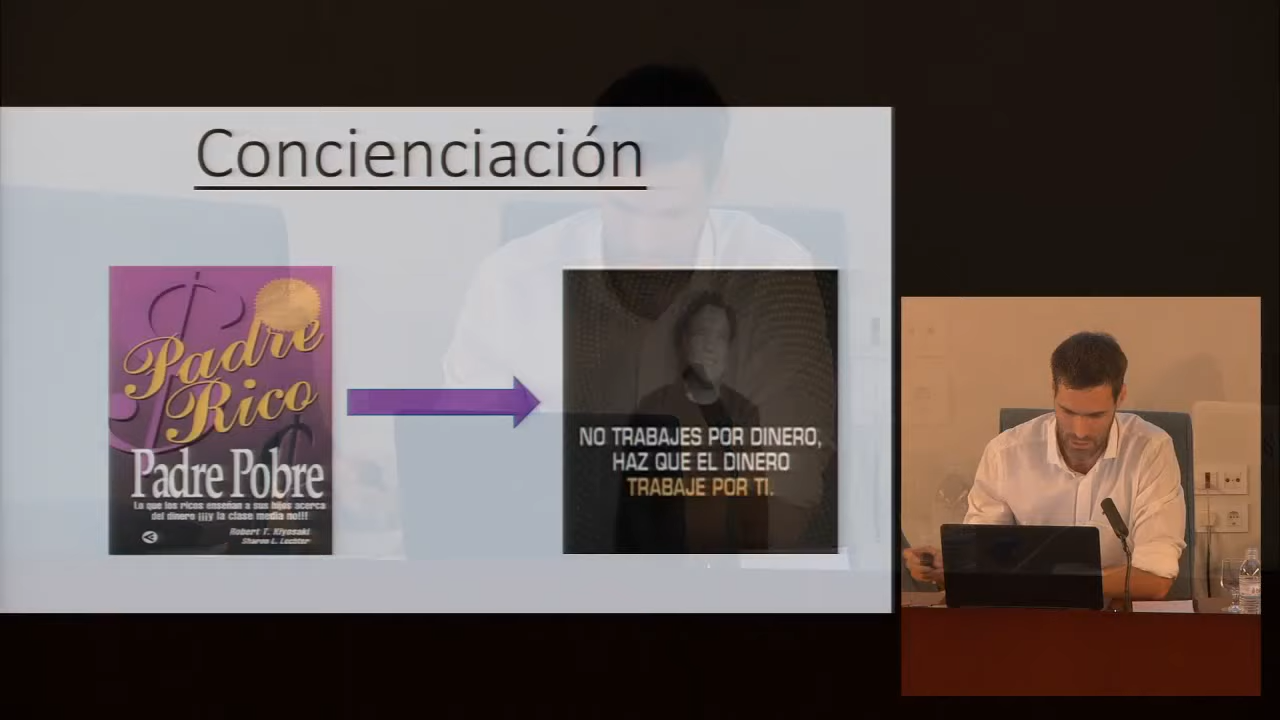 Concienciación
Padre
Rico
Padre Pobre
Lo que los ricos enseñan a sus hijos acerca
del dinero ¡¡¡y la clase media no!!!
Robert T. Kiyosaki
Sharon L. Lechter
NO TRABAJES POR DINERO,
HAZ QUE EL DINERO
TRABAJE POR TI.